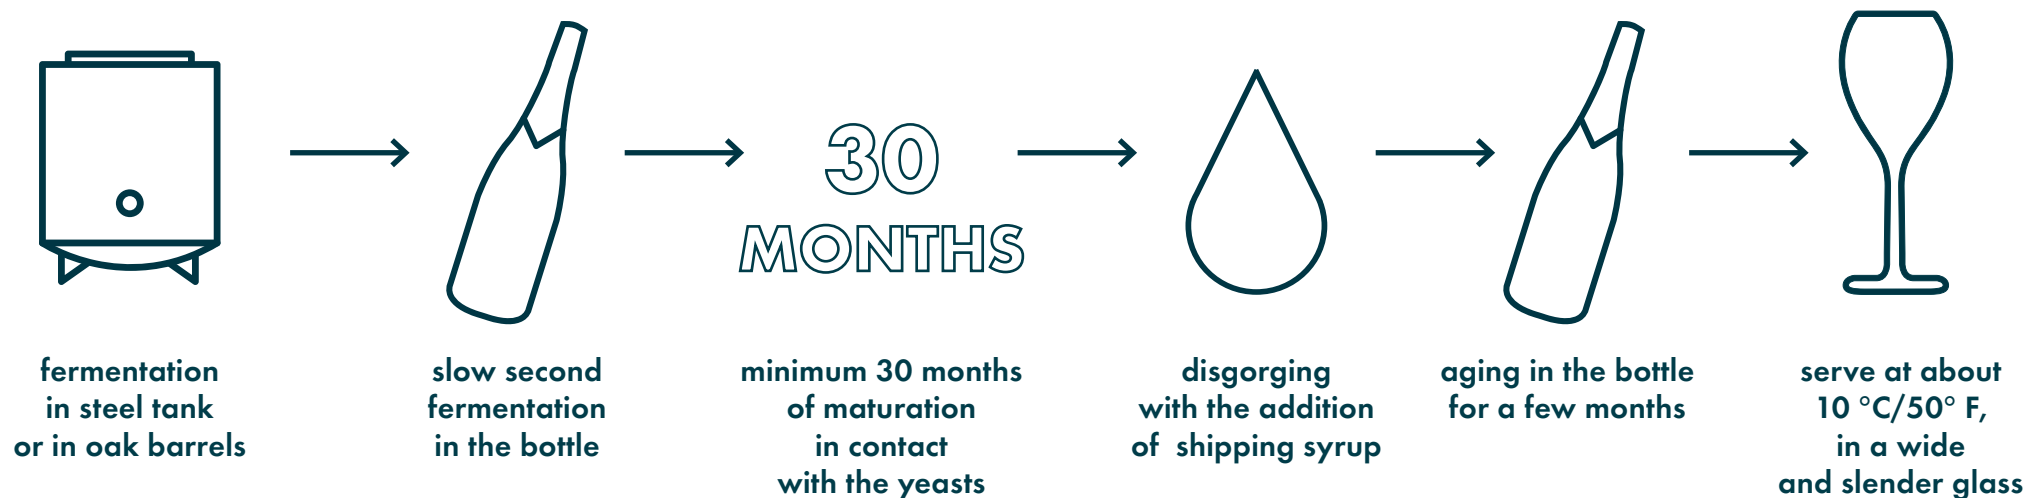 fermentation
in steel tank
or in oak barrels
slow second
fermentation
in the bottle
30
MONTHS
minimum 30 months
of maturation
in contact
with the yeasts
disgorging
with the addition
of shipping syrup
aging in the bottle
for a few months
serve at about
10 °C/50° F,
in a wide
and slender glass